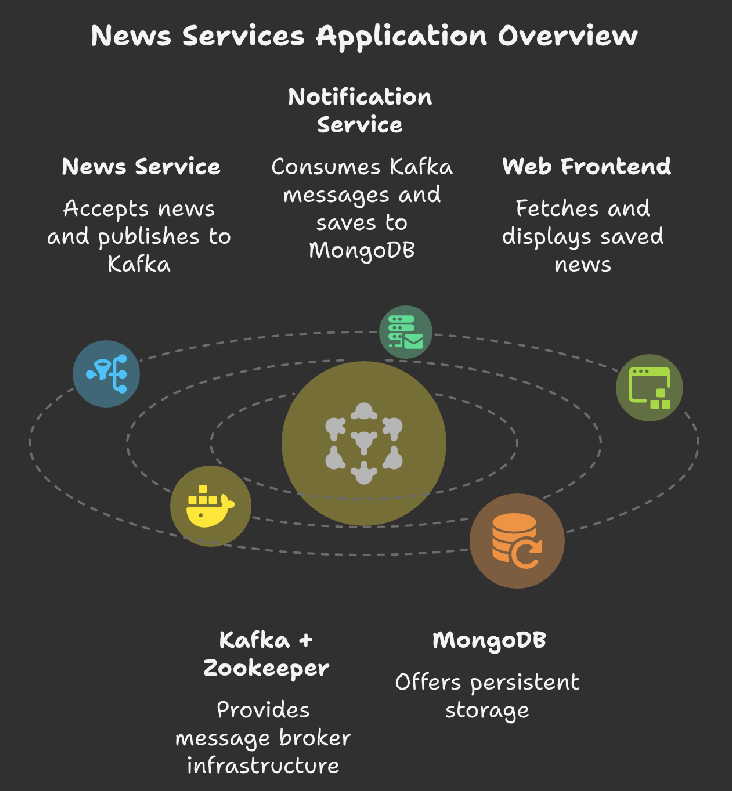 News Services Application Overview
Notification
Service
Consumes Kafka
messages and
saves to
MongoDB
News Service
Accepts news
and publishes to
Kafka
Web Frontend
Fetches and
displays saved
news
Kafka +
Zookeeper
Provides
message broker
infrastructure
MongoDB
Offers persistent
storage